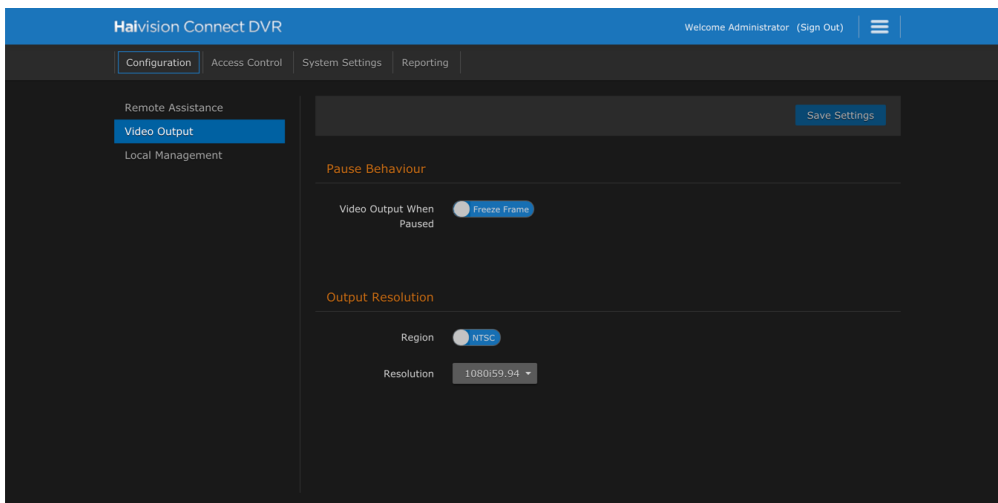 Haivision Connect DVR
Welcome Administrator (Sign Out)
Configuration Access Control System Settings Reporting
Remote Assistance
Video Output
Local Management
Save Settings
Pause Behaviour
Video Output When
Paused
Freeze Frame
Output Resolution
Region NTSC
Resolution 1080i59.94